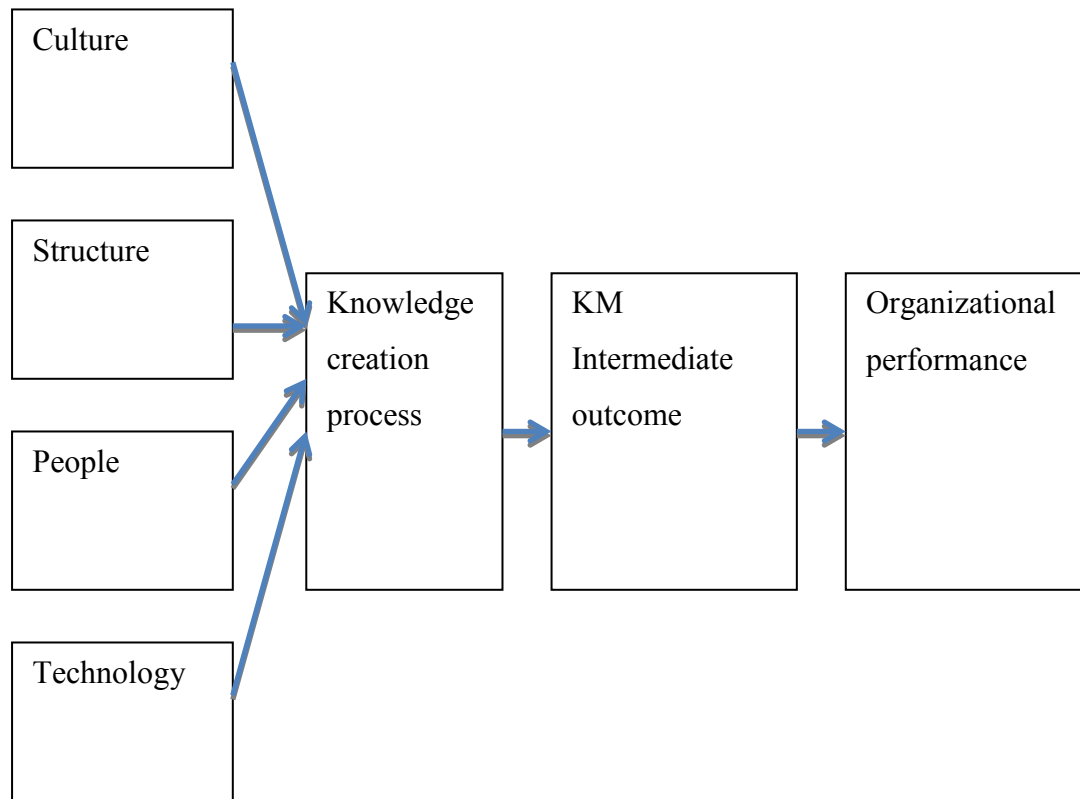 Culture
Structure
People
Technology
Knowledge
creation
process
KM
Intermediate
outcome
Organizational
performance